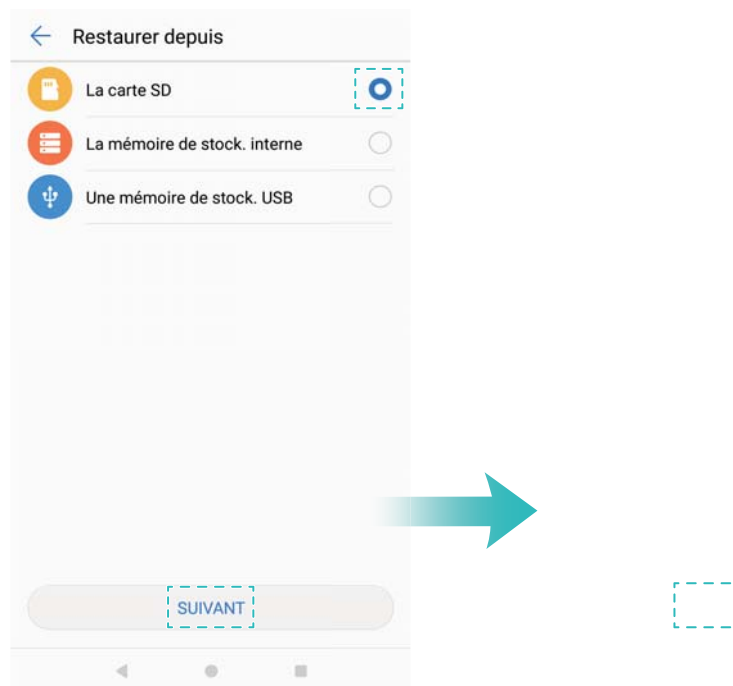 Restaurer depuis
La carte SD
La mémoire de stock. interne
Une mémoire de stock. USB
SUIVANT